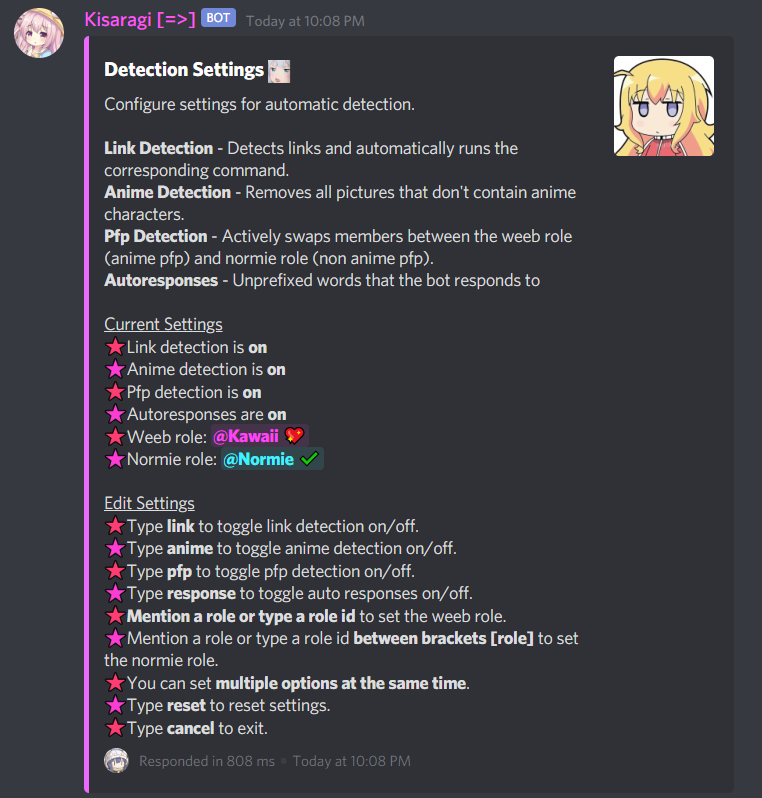 Kisaragi [=>] BOT Today at 10:08 PM
Detection Settings
Configure settings for automatic detection.
Link Detection - Detects links and automatically runs the
corresponding command.
Anime Detection - Removes all pictures that don't contain anime
characters.
Pfp Detection - Actively swaps members between the weeb role
(anime pfp) and normie role (non anime pfp).
Autoresponses - Unprefixed words that the bot responds to
Current Settings
Link detection is on
Anime detection is on
Pfp detection is on
Autoresponses are on
Weeb role: @Kawaii 💖
Normie role: @Normie ✓
Edit Settings
Type link to toggle link detection on/off.
Type anime to toggle anime detection on/off.
Type pfp to toggle pfp detection on/off.
Type response to toggle auto responses on/off.
Mention a role or type a role id to set the weeb role.
Mention a role or type a role id between brackets [role] to set
the normie role.
You can set multiple options at the same time.
Type reset to reset settings.
Type cancel to exit.
Responded in 808 ms • Today at 10:08 PM